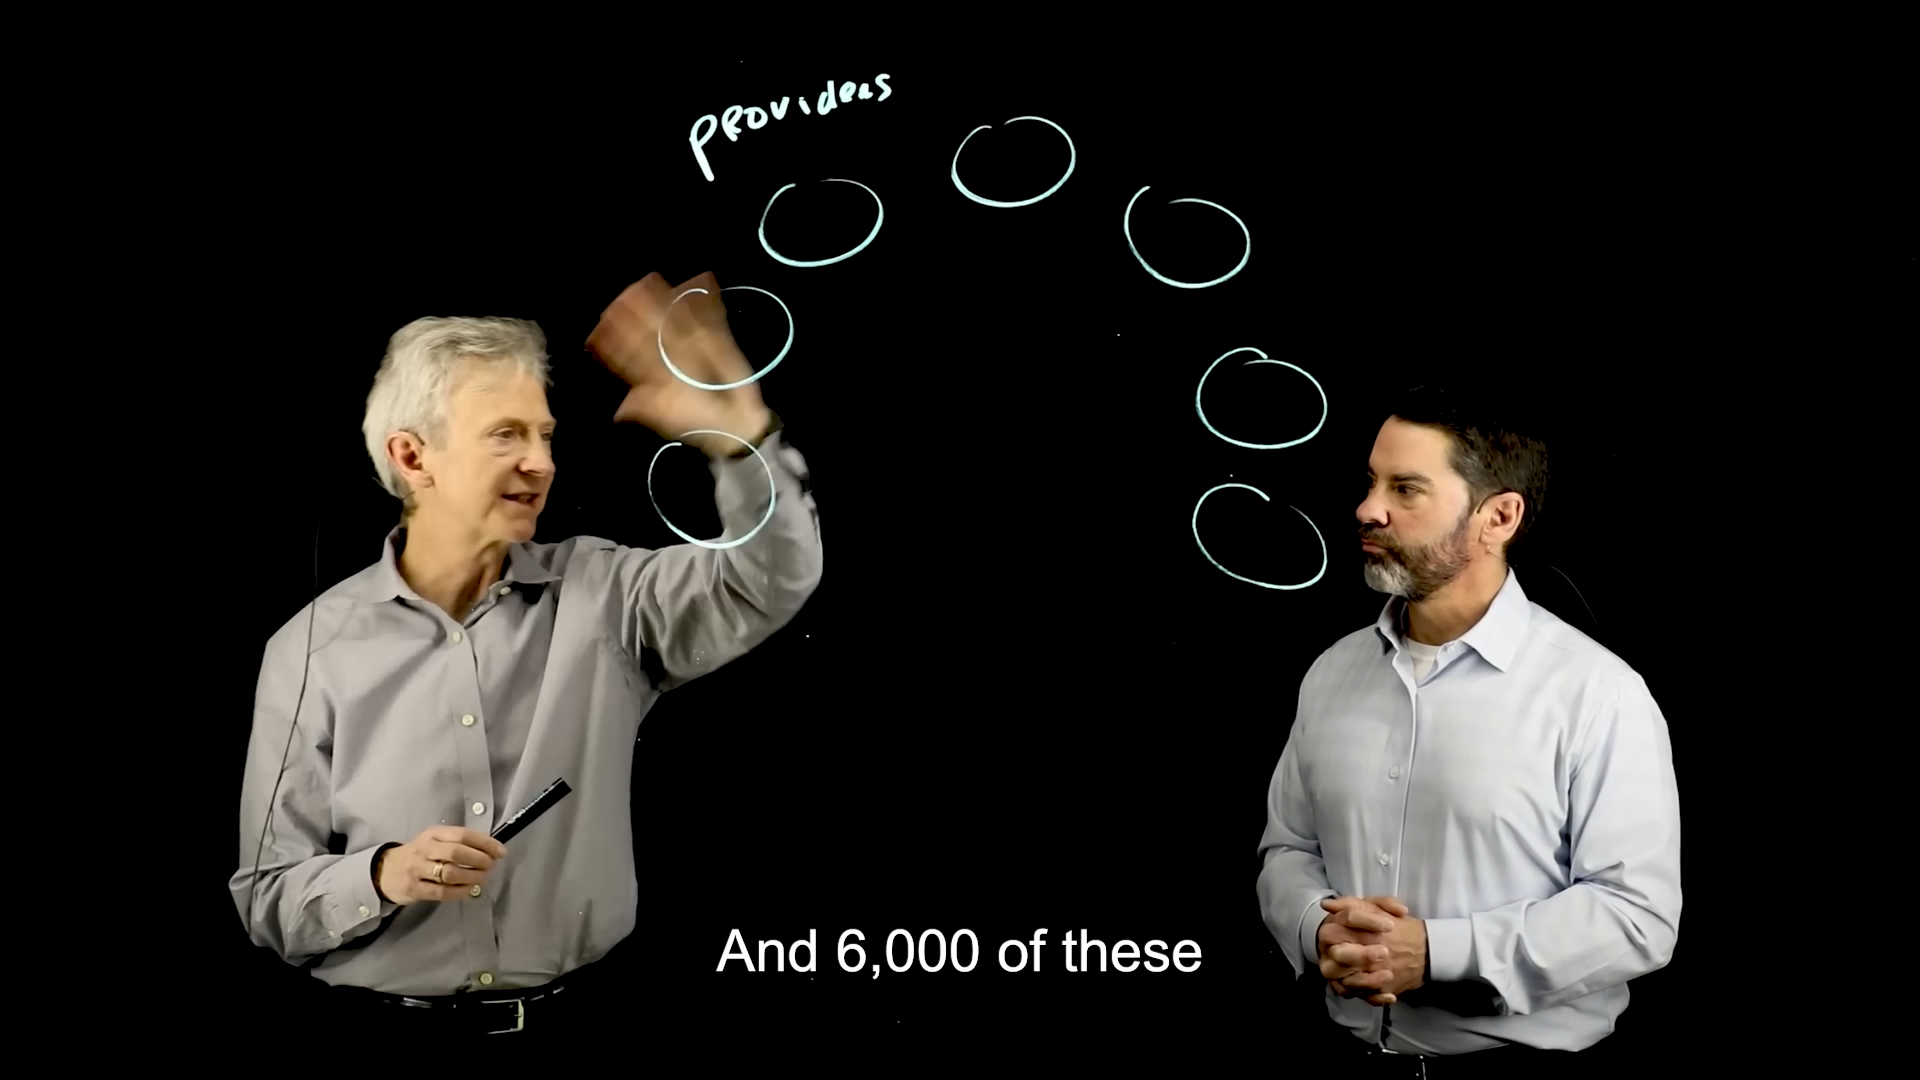 PROVIDERS
And 6,000 of these